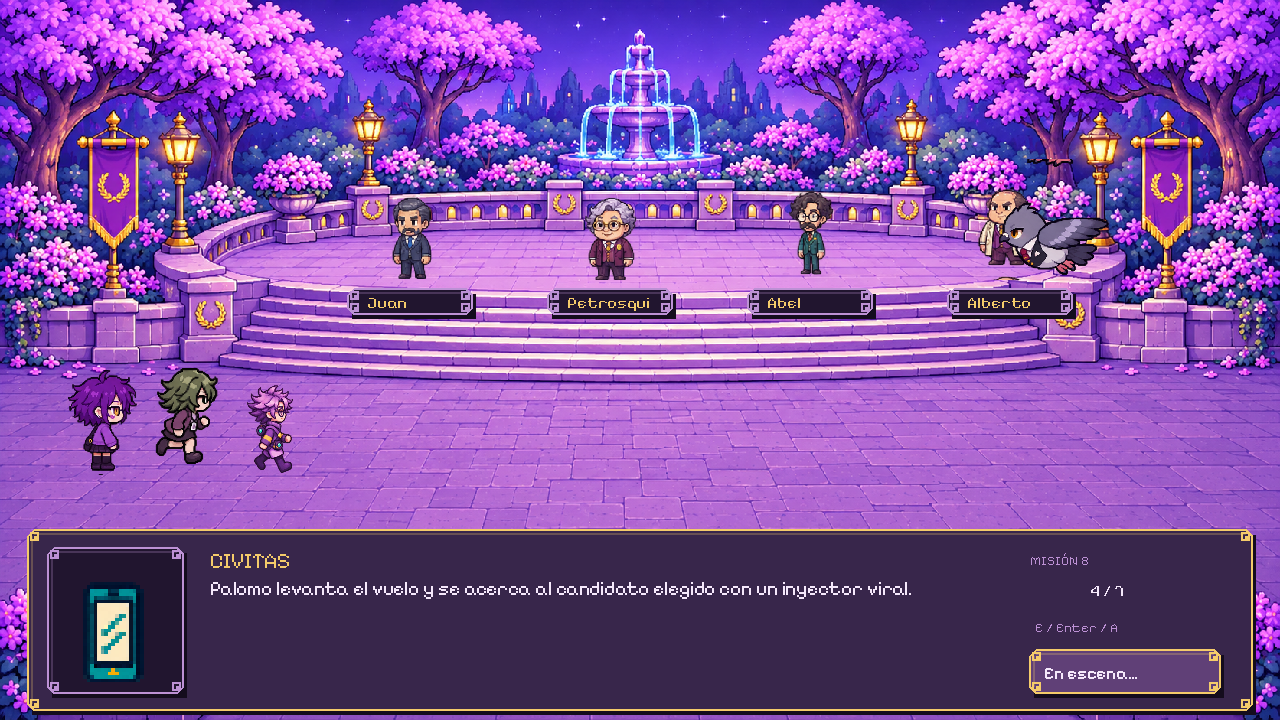 Juan
Petrosqui
Abel
Alberto
CIVITAS
Palomo levanta el vuelo y se acerca al candidato elegido con un inyector viral.
MISIÓN 8
4 / 7
E / Enter / A
En escena...